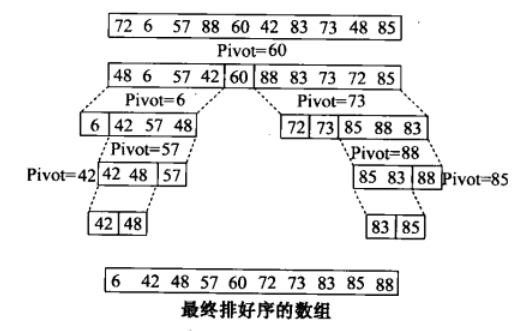 72 6 57 88 60 42 83 73 48 85
Pivot=60
48 6 57 42 60 88 83 73 72 85
Pivot=6 Pivot=73
6 42 57 48 72 73 85 88 83
Pivot=57 Pivot=88
Pivot=42 42 48 57 85 83 88 Pivot=85
42 48 83 85
6 42 48 57 60 72 73 83 85 88
最终排好序的数组